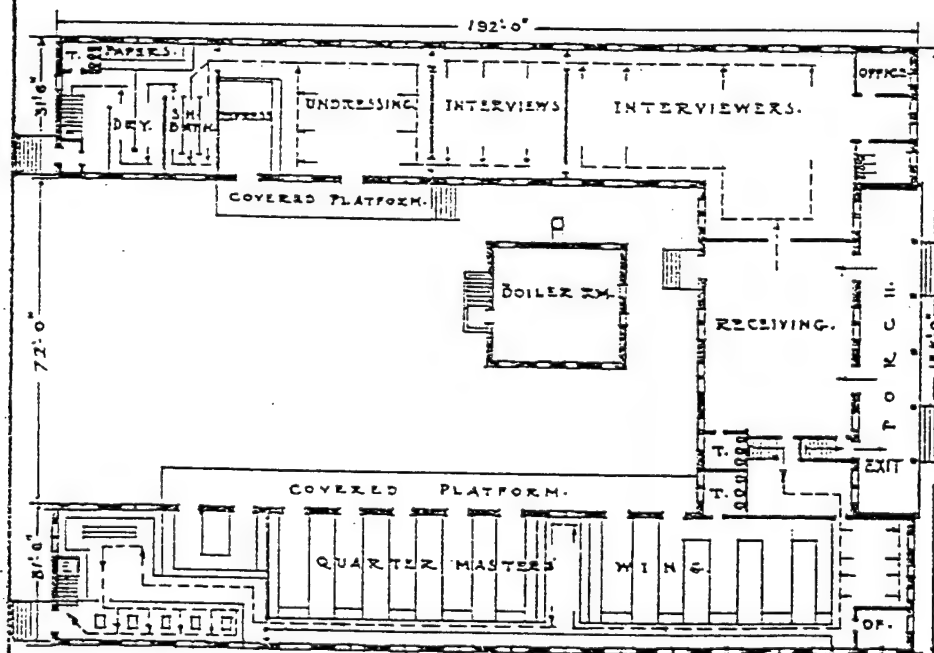 192'-0"
T. PAPERS. OFFICE
31'6"
DRY. SH. BATH. UNDRESSING INTERVIEWS INTERVIEWERS.
COVERED PLATFORM.
BOILER RM. RECEIVING. PORCH.
72'-0"
T. EXIT
COVERED PLATFORM. T.
QUARTER MASTERS' WING.
OF.